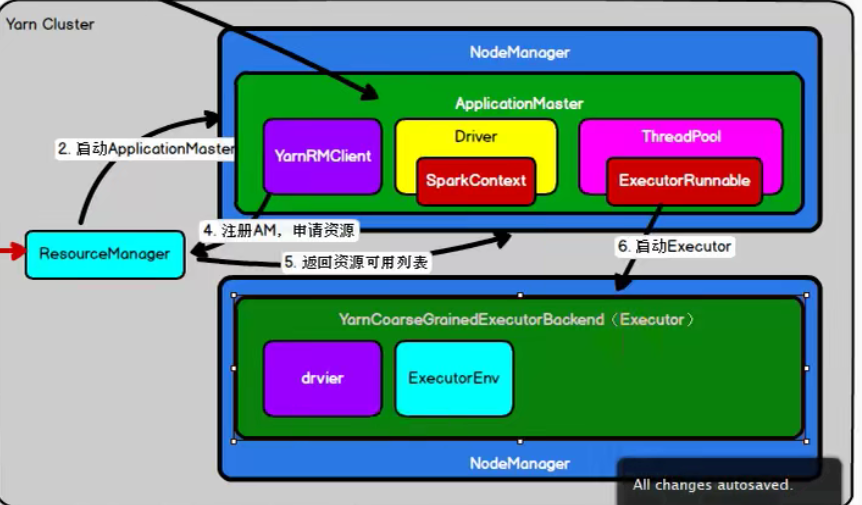 Yarn Cluster
NodeManager
ApplicationMaster
YarnRMClient
Driver
SparkContext
ThreadPool
ExecutorRunnable
2. 启动ApplicationMaster
ResourceManager
4. 注册AM，申请资源
5. 返回资源可用列表
6. 启动Executor
YarnCoarseGrainedExecutorBackend（Executor）
drvier
ExecutorEnv
NodeManager
All changes autosaved.